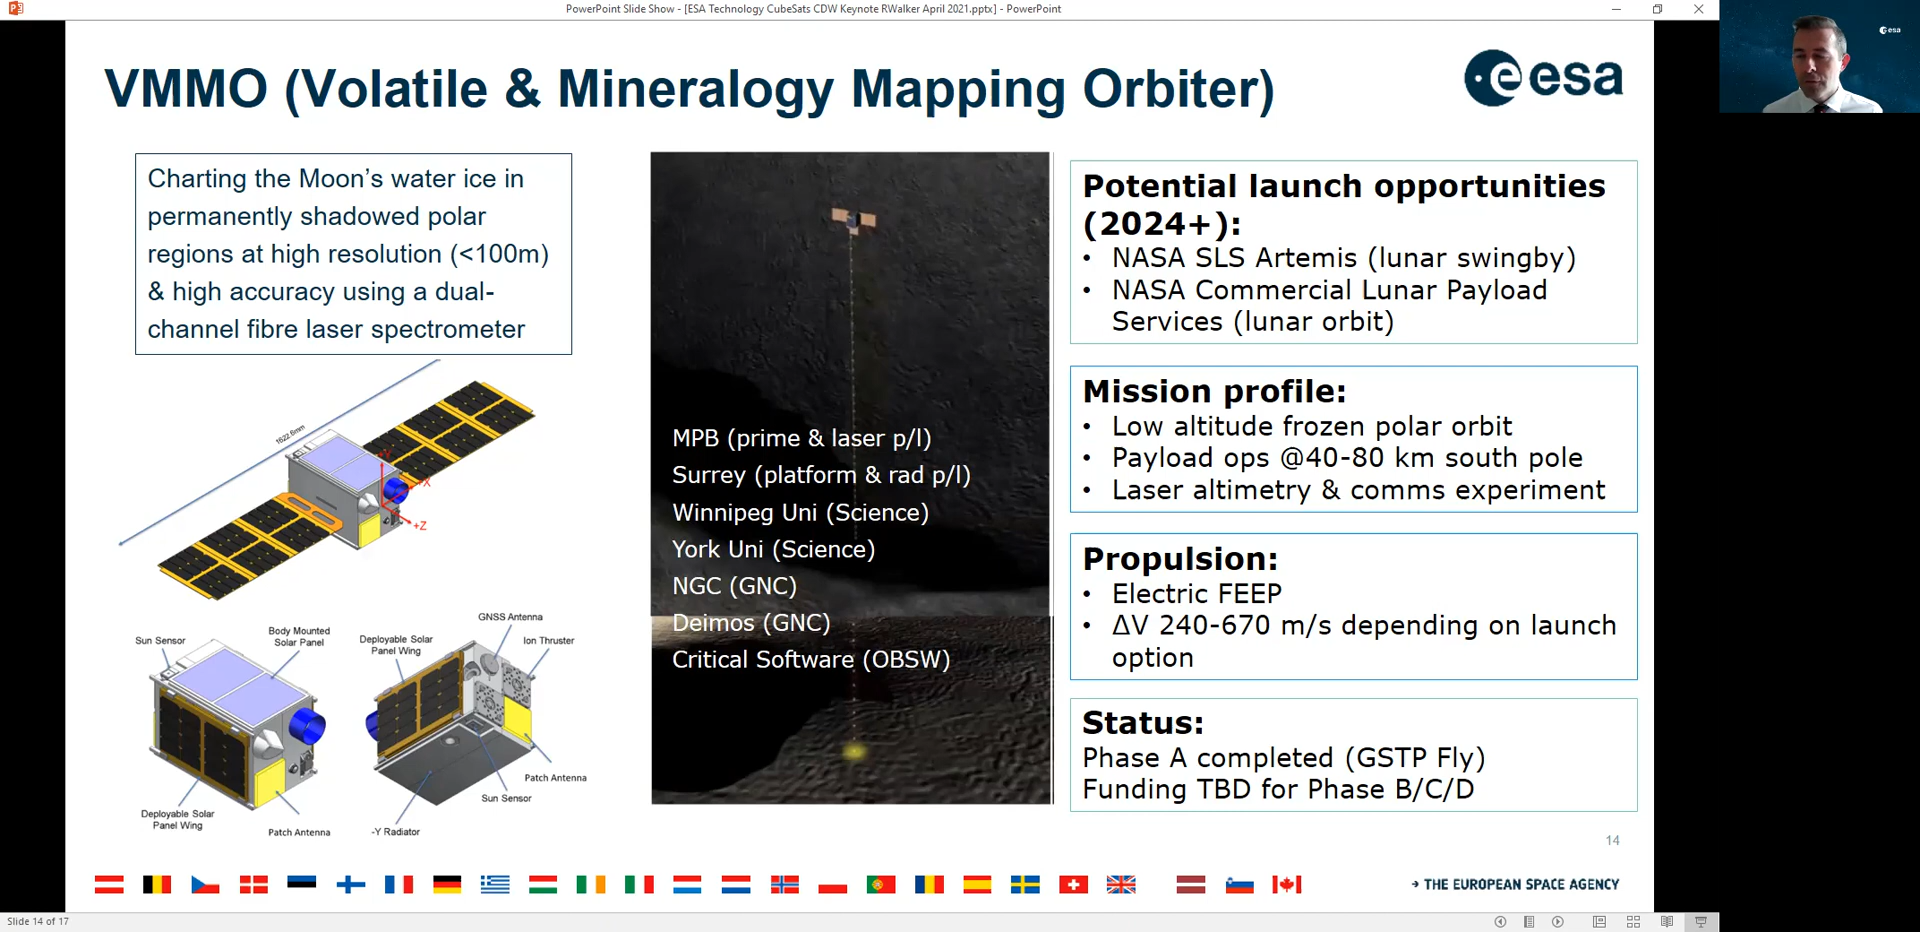 PowerPoint Slide Show - [ESA Technology CubeSats CDW Keynote RWalker April 2021.pptx] - PowerPoint
esa
VMMO (Volatile & Mineralogy Mapping Orbiter)
esa
Charting the Moon's water ice in
permanently shadowed polar
regions at high resolution (<100m)
& high accuracy using a dual-
channel fibre laser spectrometer
1622.6mm
+Y
+X
+Z
Sun Sensor
Body Mounted
Solar Panel
Deployable Solar
Panel Wing
Patch Antenna
Deployable Solar
Panel Wing
GNSS Antenna
Ion Thruster
Patch Antenna
Sun Sensor
-Y Radiator
MPB (prime & laser p/l)
Surrey (platform & rad p/l)
Winnipeg Uni (Science)
York Uni (Science)
NGC (GNC)
Deimos (GNC)
Critical Software (OBSW)
Potential launch opportunities
(2024+):
• NASA SLS Artemis (lunar swingby)
• NASA Commercial Lunar Payload
Services (lunar orbit)
Mission profile:
• Low altitude frozen polar orbit
• Payload ops @40-80 km south pole
• Laser altimetry & comms experiment
Propulsion:
• Electric FEEP
• ΔV 240-670 m/s depending on launch
option
Status:
Phase A completed (GSTP Fly)
Funding TBD for Phase B/C/D
14
→ THE EUROPEAN SPACE AGENCY
Slide 14 of 17